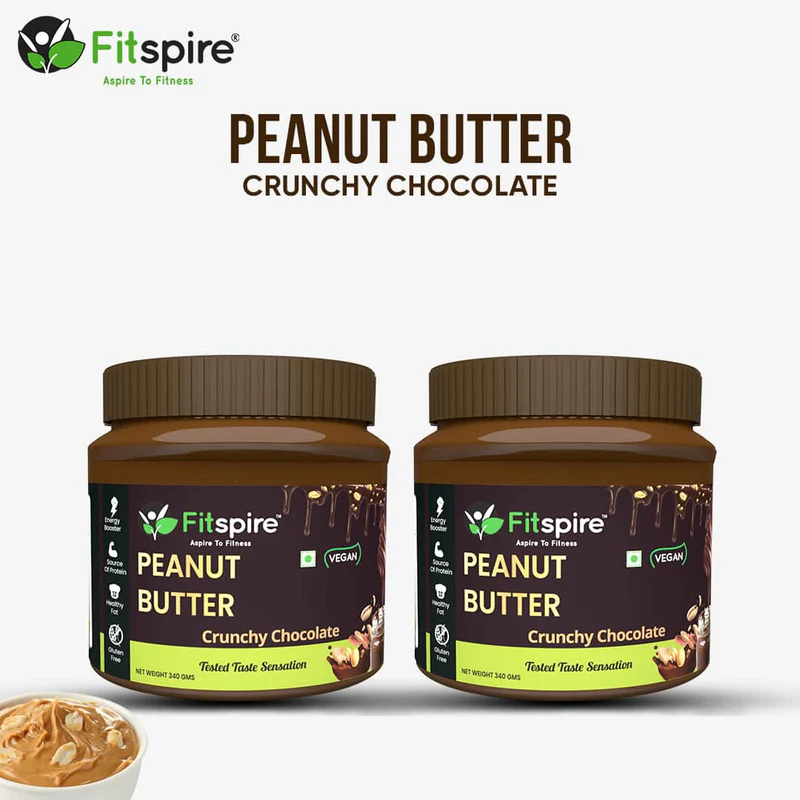 Fitspire®
Aspire To Fitness
PEANUT BUTTER
CRUNCHY CHOCOLATE
Energy
Booster
Source
Of Protein
Healthy
Fat
Gluten
Free
Fitspire™
Aspire To Fitness
VEGAN
PEANUT
BUTTER
Crunchy Chocolate
Tested Taste Sensation
NET WEIGHT 340 GMS
Energy
Booster
Source
Of Protein
Healthy
Fat
Gluten
Free
Fitspire™
Aspire To Fitness
VEGAN
PEANUT
BUTTER
Crunchy Chocolate
Tested Taste Sensation
NET WEIGHT 340 GMS